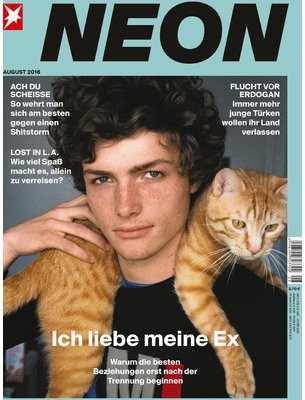 stern
NEON
AUGUST 2016
ACH DU
SCHEISSE
So wehrt man
sich am besten
gegen einen
Shitstorm
LOST IN L. A.
Wie viel Spaß
macht es, allein
zu verreisen?
FLUCHT VOR
ERDOGAN
Immer mehr
junge Türken
wollen ihr Land
verlassen
3,70 €
Ich liebe meine Ex
Warum die besten
Beziehungen erst nach der
Trennung beginnen